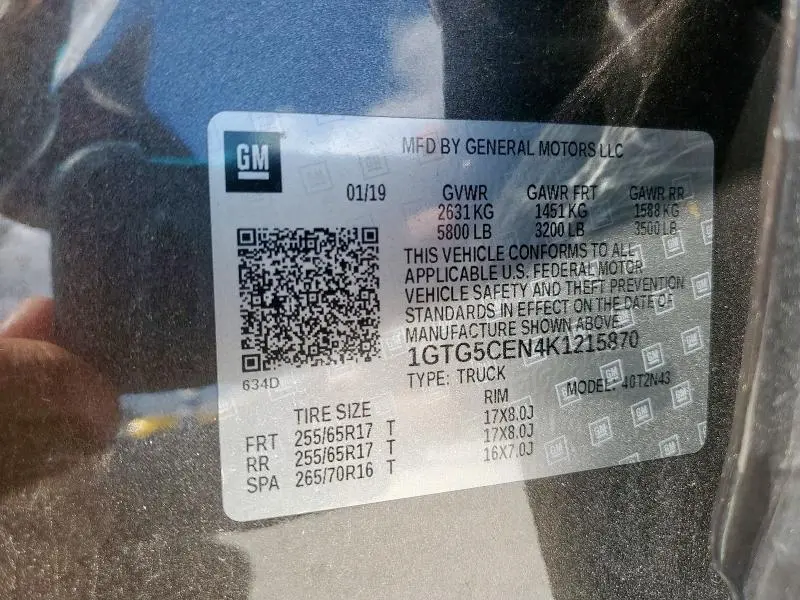 GM
MFD BY GENERAL MOTORS LLC
01/19 GVWR GAWR FRT GAWR RR
2631 KG 1451 KG 1588 KG
5800 LB 3200 LB 3500 LB
THIS VEHICLE CONFORMS TO ALL
APPLICABLE U.S. FEDERAL MOTOR
VEHICLE SAFETY AND THEFT PREVENTION
STANDARDS IN EFFECT ON THE DATE OF
MANUFACTURE SHOWN ABOVE
1GTG5CEN4K1215870
634D TYPE: TRUCK MODEL: 40T2N43
TIRE SIZE RIM
FRT 255/65R17 T 17X8.0J
RR 255/65R17 T 17X8.0J
SPA 265/70R16 T 16X7.0J